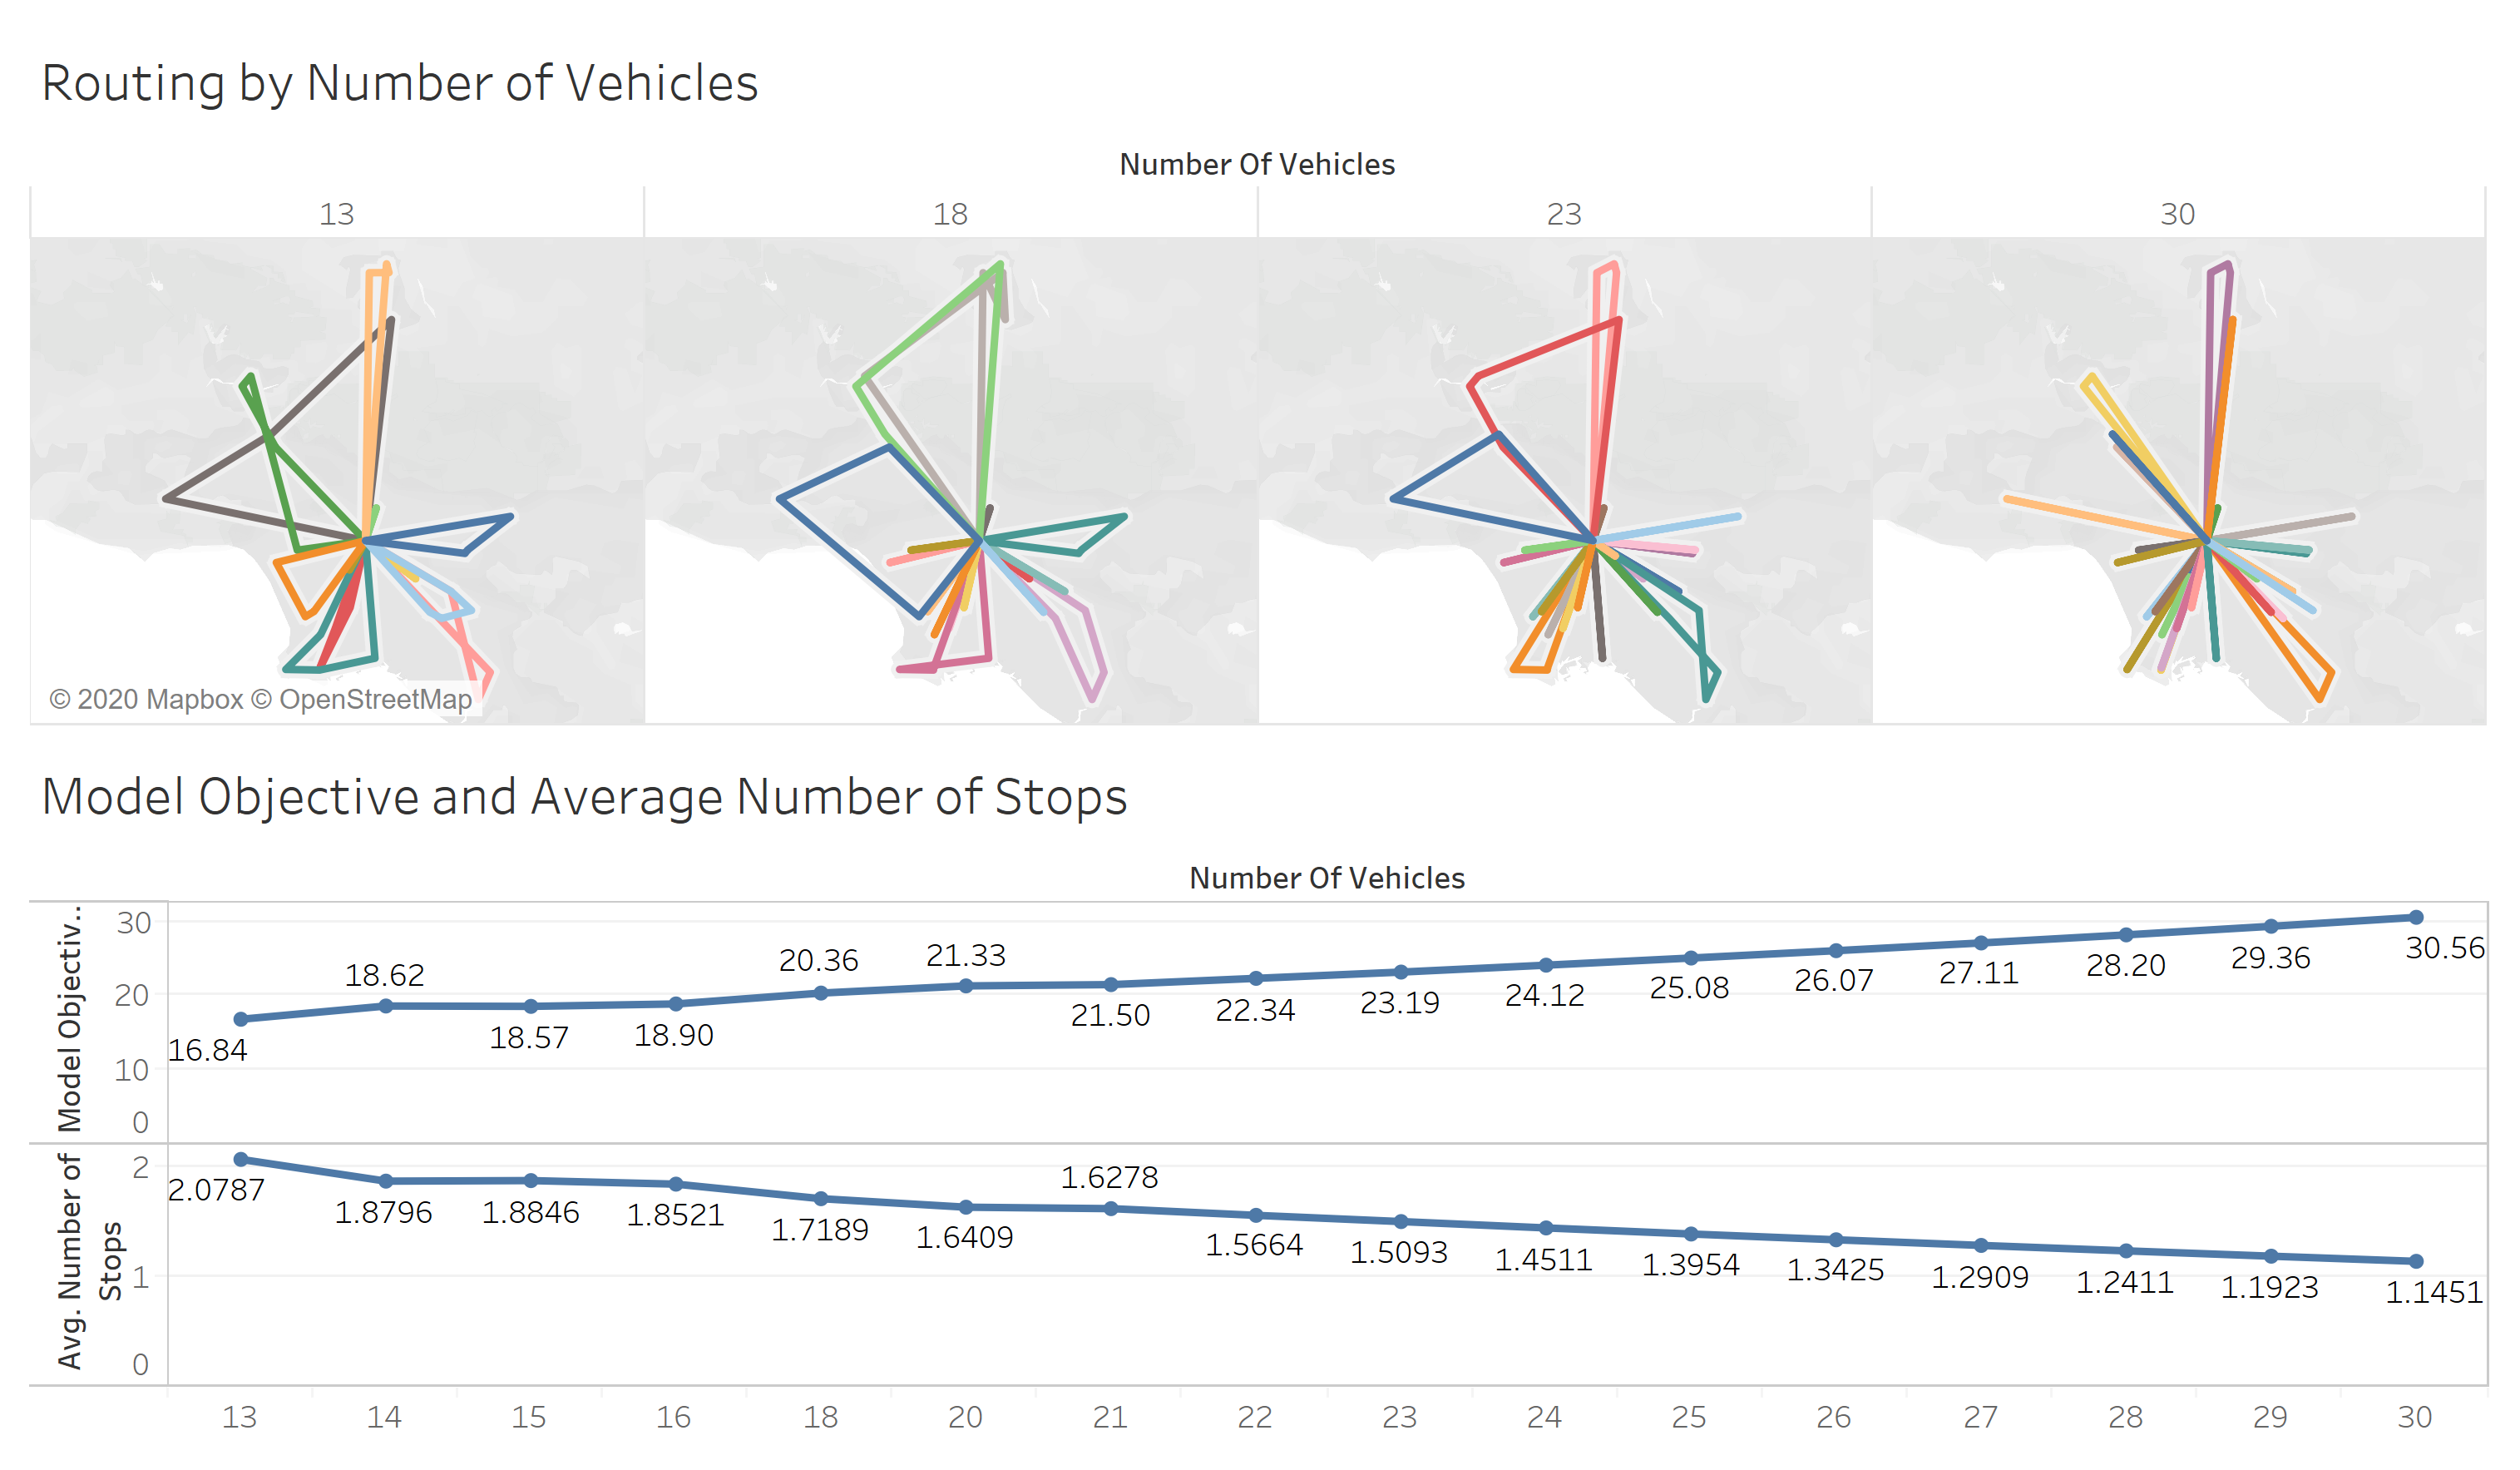 Routing by Number of Vehicles
Number Of Vehicles
13 18 23 30
© 2020 Mapbox © OpenStreetMap
Model Objective and Average Number of Stops
Number Of Vehicles
Model Objectiv..
30
20
10
0
16.84 18.62 18.57 18.90 20.36 21.33 21.50 22.34 23.19 24.12 25.08 26.07 27.11 28.20 29.36 30.56
Avg. Number of
Stops
2
1
0
2.0787 1.8796 1.8846 1.8521 1.7189 1.6409 1.6278 1.5664 1.5093 1.4511 1.3954 1.3425 1.2909 1.2411 1.1923 1.1451
13 14 15 16 18 20 21 22 23 24 25 26 27 28 29 30